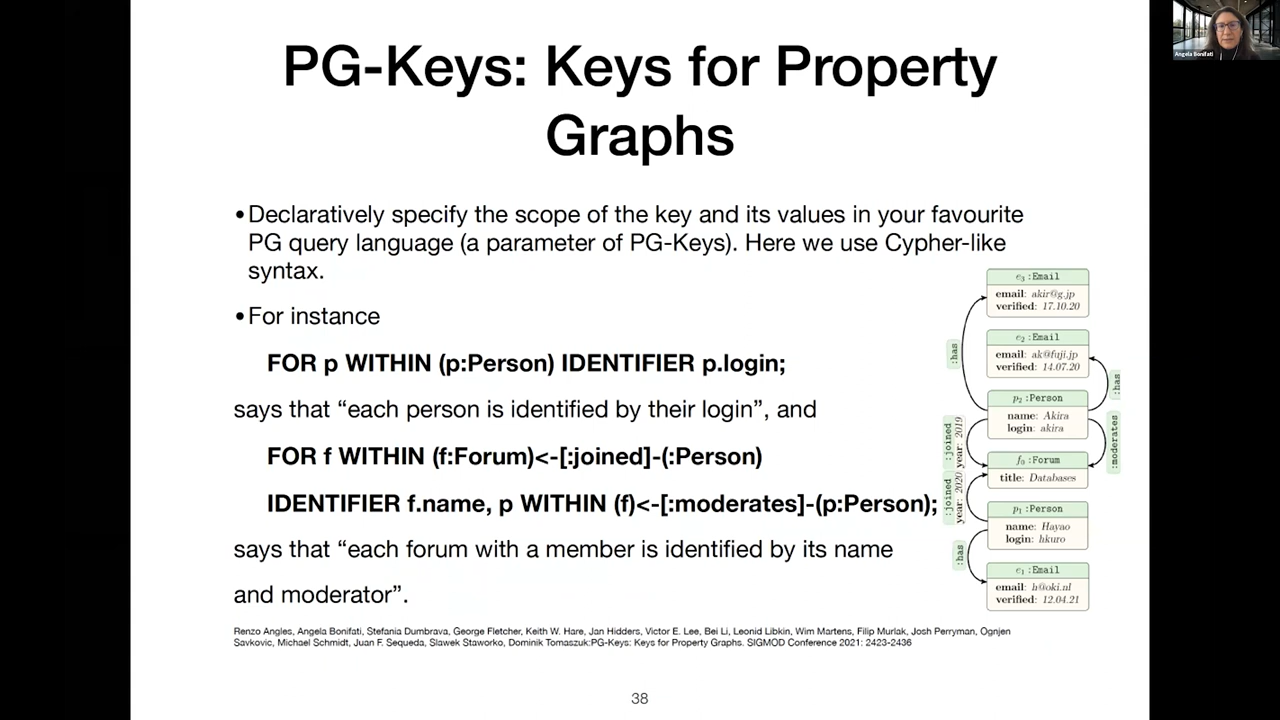 PG-Keys: Keys for Property
Graphs
•Declaratively specify the scope of the key and its values in your favourite
PG query language (a parameter of PG-Keys). Here we use Cypher-like
syntax.
•For instance
FOR p WITHIN (p:Person) IDENTIFIER p.login;
says that “each person is identified by their login”, and
FOR f WITHIN (f:Forum)<-[:joined]-(:Person)
IDENTIFIER f.name, p WITHIN (f)<-[:moderates]-(p:Person);
says that “each forum with a member is identified by its name
and moderator”.
e3 :Email
email: akir@g.jp
verified: 17.10.20
:has
e2 :Email
email: ak@fuji.jp
verified: 14.07.20
:has
p2 :Person
name: Akira
login: akira
:joined
year: 2019
:moderates
f0 :Forum
title: Databases
:joined
year: 2020
p1 :Person
name: Hayao
login: hkuro
:has
e1 :Email
email: h@oki.nl
verified: 12.04.21
Renzo Angles, Angela Bonifati, Stefania Dumbrava, George Fletcher, Keith W. Hare, Jan Hidders, Victor E. Lee, Bei Li, Leonid Libkin, Wim Martens, Filip Murlak, Josh Perryman, Ognjen
Savkovic, Michael Schmidt, Juan F. Sequeda, Slawek Staworko, Dominik Tomaszuk:PG-Keys: Keys for Property Graphs. SIGMOD Conference 2021: 2423-2436
38
Angela Bonifati